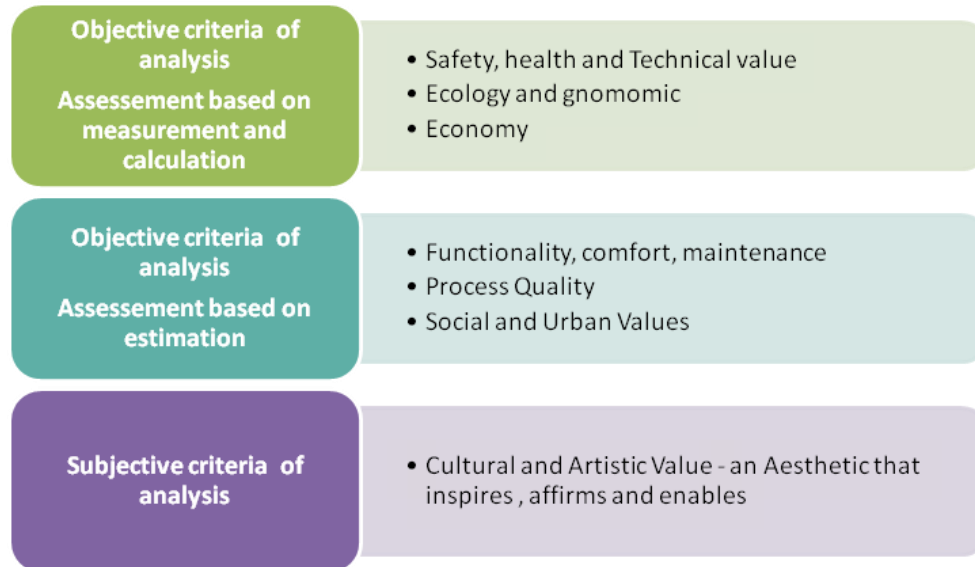 Objective criteria of
analysis
Assessement based on
measurement and
calculation
• Safety, health and Technical value
• Ecology and gnomomic
• Economy
Objective criteria of
analysis
Assessement based on
estimation
• Functionality, comfort, maintenance
• Process Quality
• Social and Urban Values
Subjective criteria of
analysis
• Cultural and Artistic Value - an Aesthetic that
inspires , affirms and enables